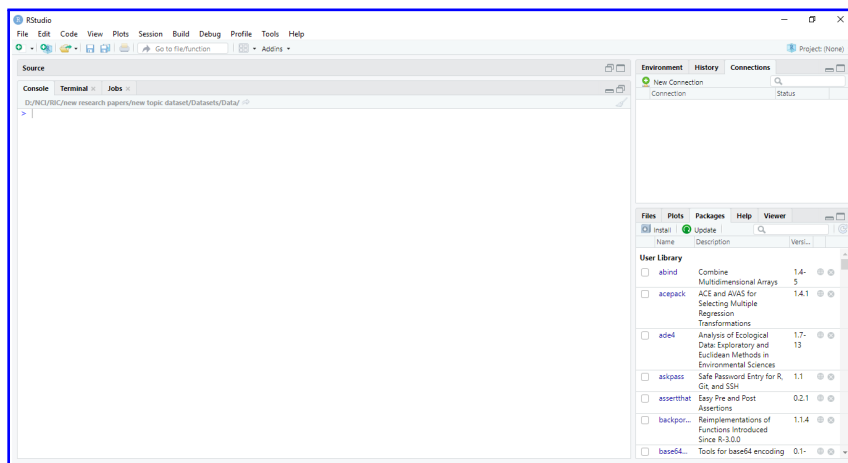 RStudio
File Edit Code View Plots Session Build Debug Profile Tools Help
Go to file/function Addins Project: (None)
Source
Console Terminal Jobs
D:/NCI/RIC/new research papers/new topic dataset/Datasets/Data/
>
Environment History Connections
New Connection
Connection Status
Files Plots Packages Help Viewer
Install Update
Name Description Versi...
User Library
abind Combine 1.4-
Multidimensional Arrays 5
acepack ACE and AVAS for 1.4.1
Selecting Multiple
Regression
Transformations
ade4 Analysis of Ecological 1.7-
Data: Exploratory and 13
Euclidean Methods in
Environmental Sciences
askpass Safe Password Entry for R, 1.1
Git, and SSH
assertthat Easy Pre and Post 0.2.1
Assertions
backpor... Reimplementations of 1.1.4
Functions Introduced
Since R-3.0.0
base64... Tools for base64 encoding 0.1-